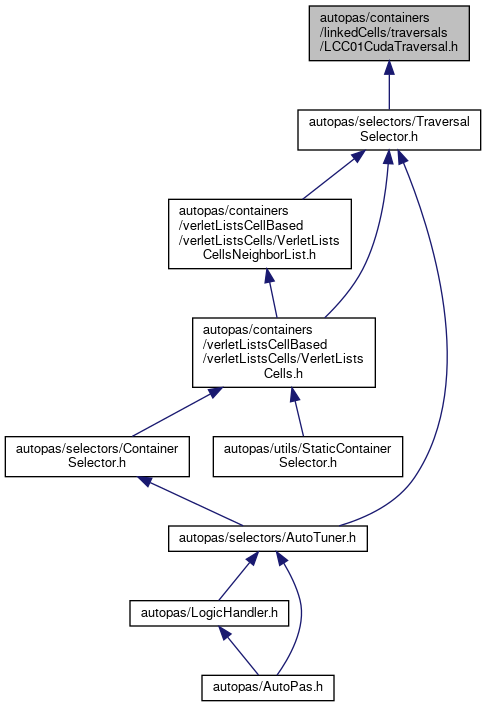 autopas/containers
/linkedCells/traversals
/LCC01CudaTraversal.h
autopas/selectors/Traversal
Selector.h
autopas/containers
/verletListsCellBased
/verletListsCells/VerletLists
CellsNeighborList.h
autopas/containers
/verletListsCellBased
/verletListsCells/VerletLists
Cells.h
autopas/selectors/Container
Selector.h
autopas/utils/StaticContainer
Selector.h
autopas/selectors/AutoTuner.h
autopas/LogicHandler.h
autopas/AutoPas.h